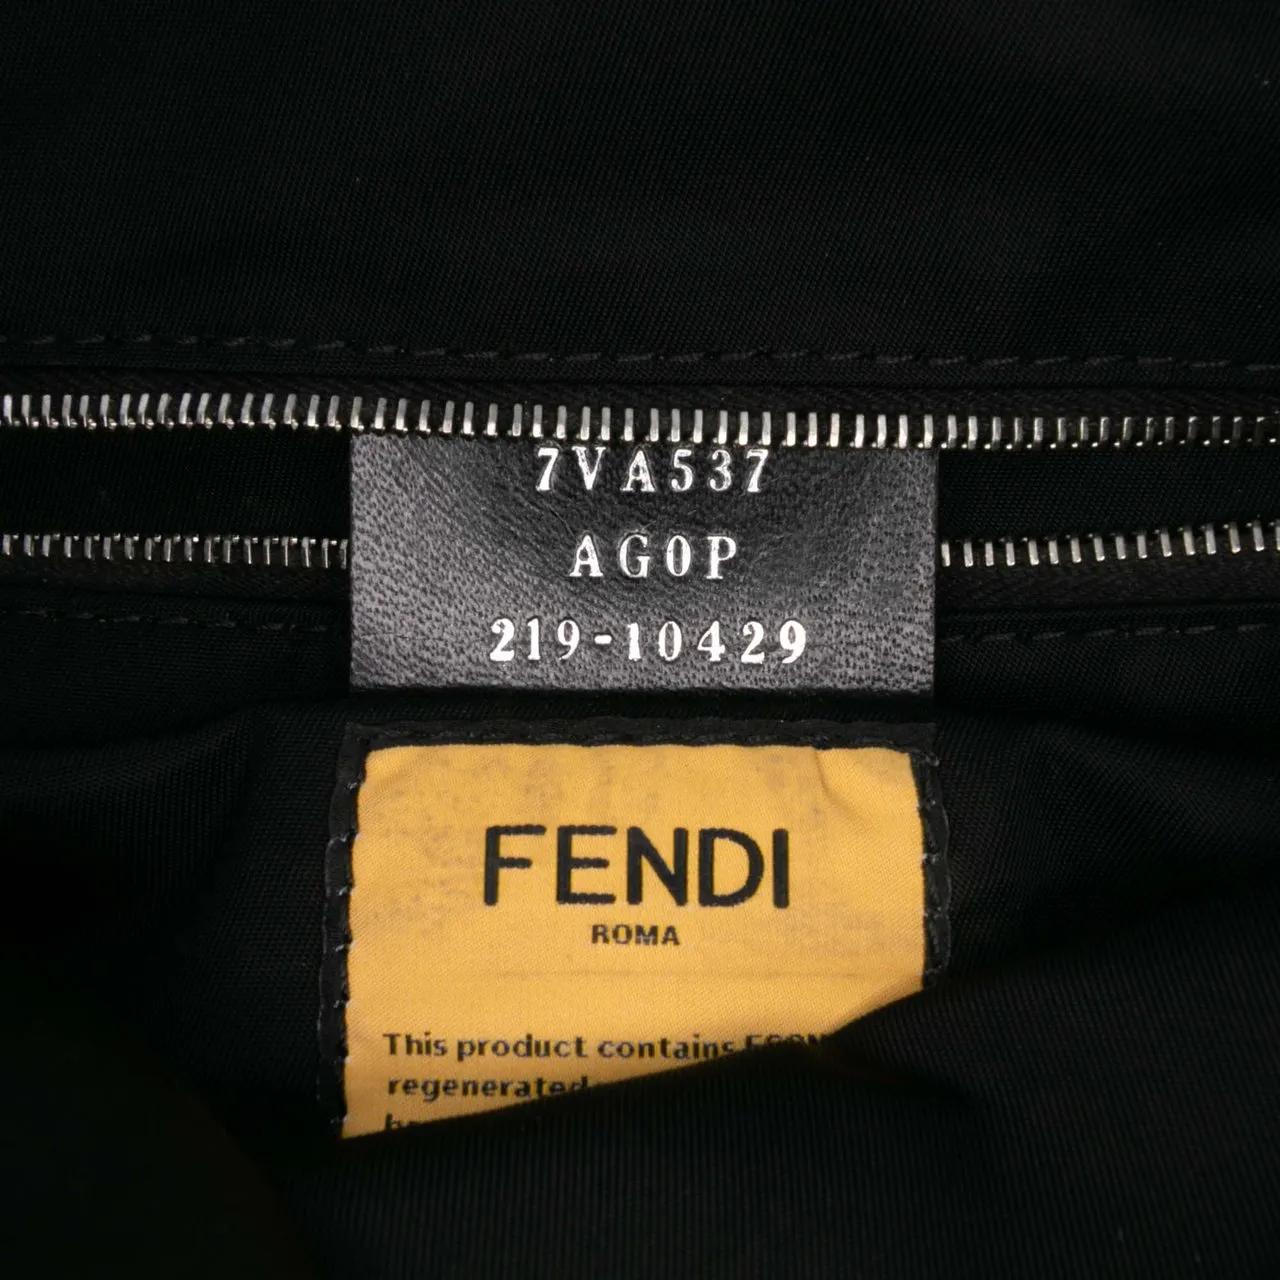 7VA537
AG0P
219-10429
FENDI
ROMA
This product contains
regenerated